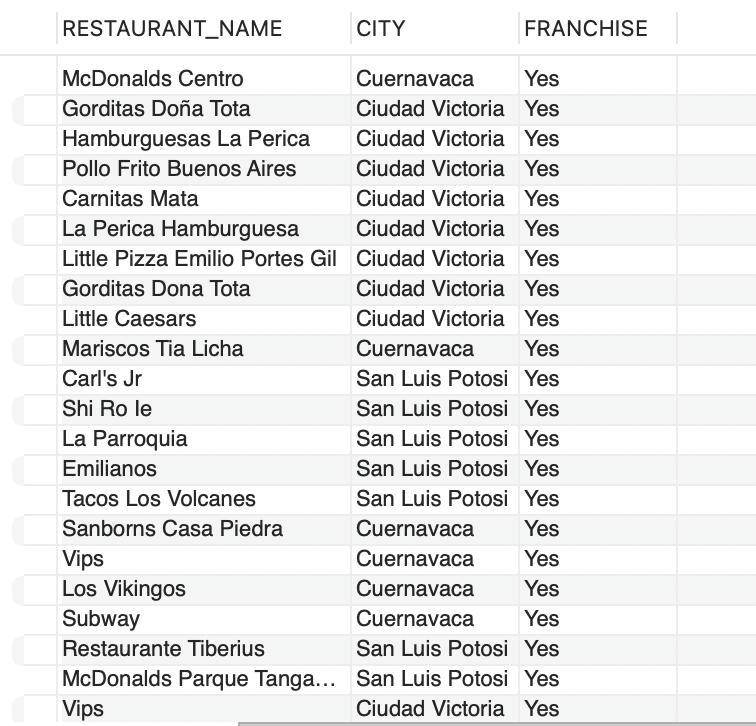 RESTAURANT_NAME CITY FRANCHISE
McDonalds Centro Cuernavaca Yes
Gorditas Doña Tota Ciudad Victoria Yes
Hamburguesas La Perica Ciudad Victoria Yes
Pollo Frito Buenos Aires Ciudad Victoria Yes
Carnitas Mata Ciudad Victoria Yes
La Perica Hamburguesa Ciudad Victoria Yes
Little Pizza Emilio Portes Gil Ciudad Victoria Yes
Gorditas Dona Tota Ciudad Victoria Yes
Little Caesars Ciudad Victoria Yes
Mariscos Tia Licha Cuernavaca Yes
Carl's Jr San Luis Potosi Yes
Shi Ro Ie San Luis Potosi Yes
La Parroquia San Luis Potosi Yes
Emilianos San Luis Potosi Yes
Tacos Los Volcanes San Luis Potosi Yes
Sanborns Casa Piedra Cuernavaca Yes
Vips Cuernavaca Yes
Los Vikingos Cuernavaca Yes
Subway Cuernavaca Yes
Restaurante Tiberius San Luis Potosi Yes
McDonalds Parque Tanga… San Luis Potosi Yes
Vips Ciudad Victoria Yes